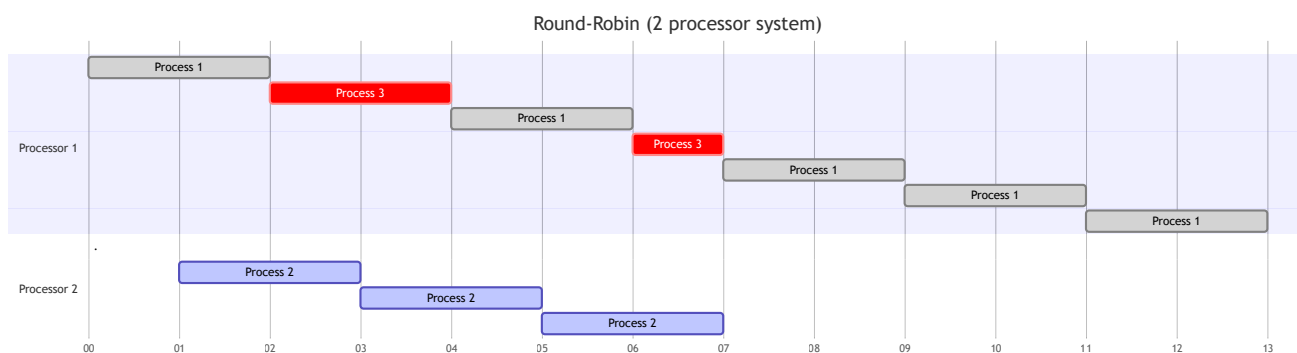 Round-Robin (2 processor system)
Process 1
Process 3
Process 1
Process 3
Processor 1
Process 1
Process 1
Process 1
.
Process 2
Processor 2
Process 2
Process 2
00 01 02 03 04 05 06 07 08 09 10 11 12 13